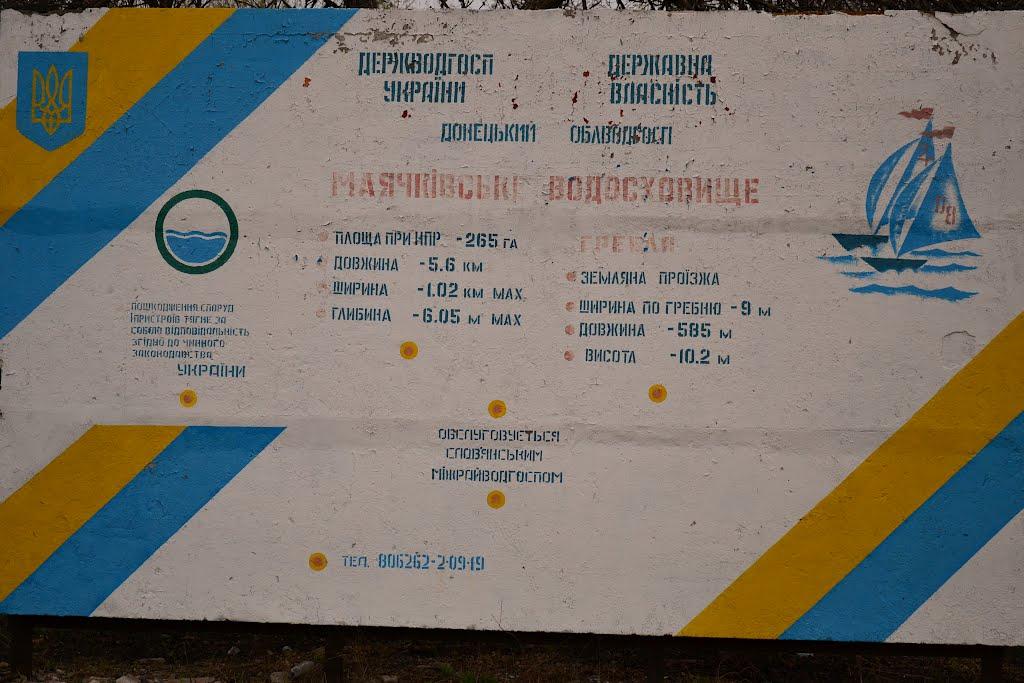 ДЕРЖВОДГОСП
УКРАЇНИ
ДЕРЖАВНА
ВЛАСНІСТЬ
ДОНЕЦЬКИЙ ОБЛВОДГОСП
МАЯЧКІВСЬКЕ ВОДОСХОВИЩЕ
ПЛОЩА ПРИ НПР -265 ГА
ДОВЖИНА -5.6 КМ
ШИРИНА -1.02 КМ МАХ
ГЛИБИНА -6.05 М МАХ
ГРЕБЛЯ
ЗЕМЛЯНА ПРОЇЗЖА
ШИРИНА ПО ГРЕБНЮ -9 М
ДОВЖИНА -585 М
ВИСОТА -10.2 М
ПОШКОДЖЕННЯ СПОРУД
І ПРИСТРОЇВ ТЯГНЕ ЗА
СОБОЮ ВІДПОВІДАЛЬНІСТЬ
ЗГІДНО ДО ЧИННОГО
ЗАКОНОДАВСТВА
УКРАЇНИ
ОБСЛУГОВУЄТЬСЯ
СЛОВ'ЯНСЬКИМ
МІЖРАЙВОДГОСПОМ
ТЕЛ. 806262-2-09-19